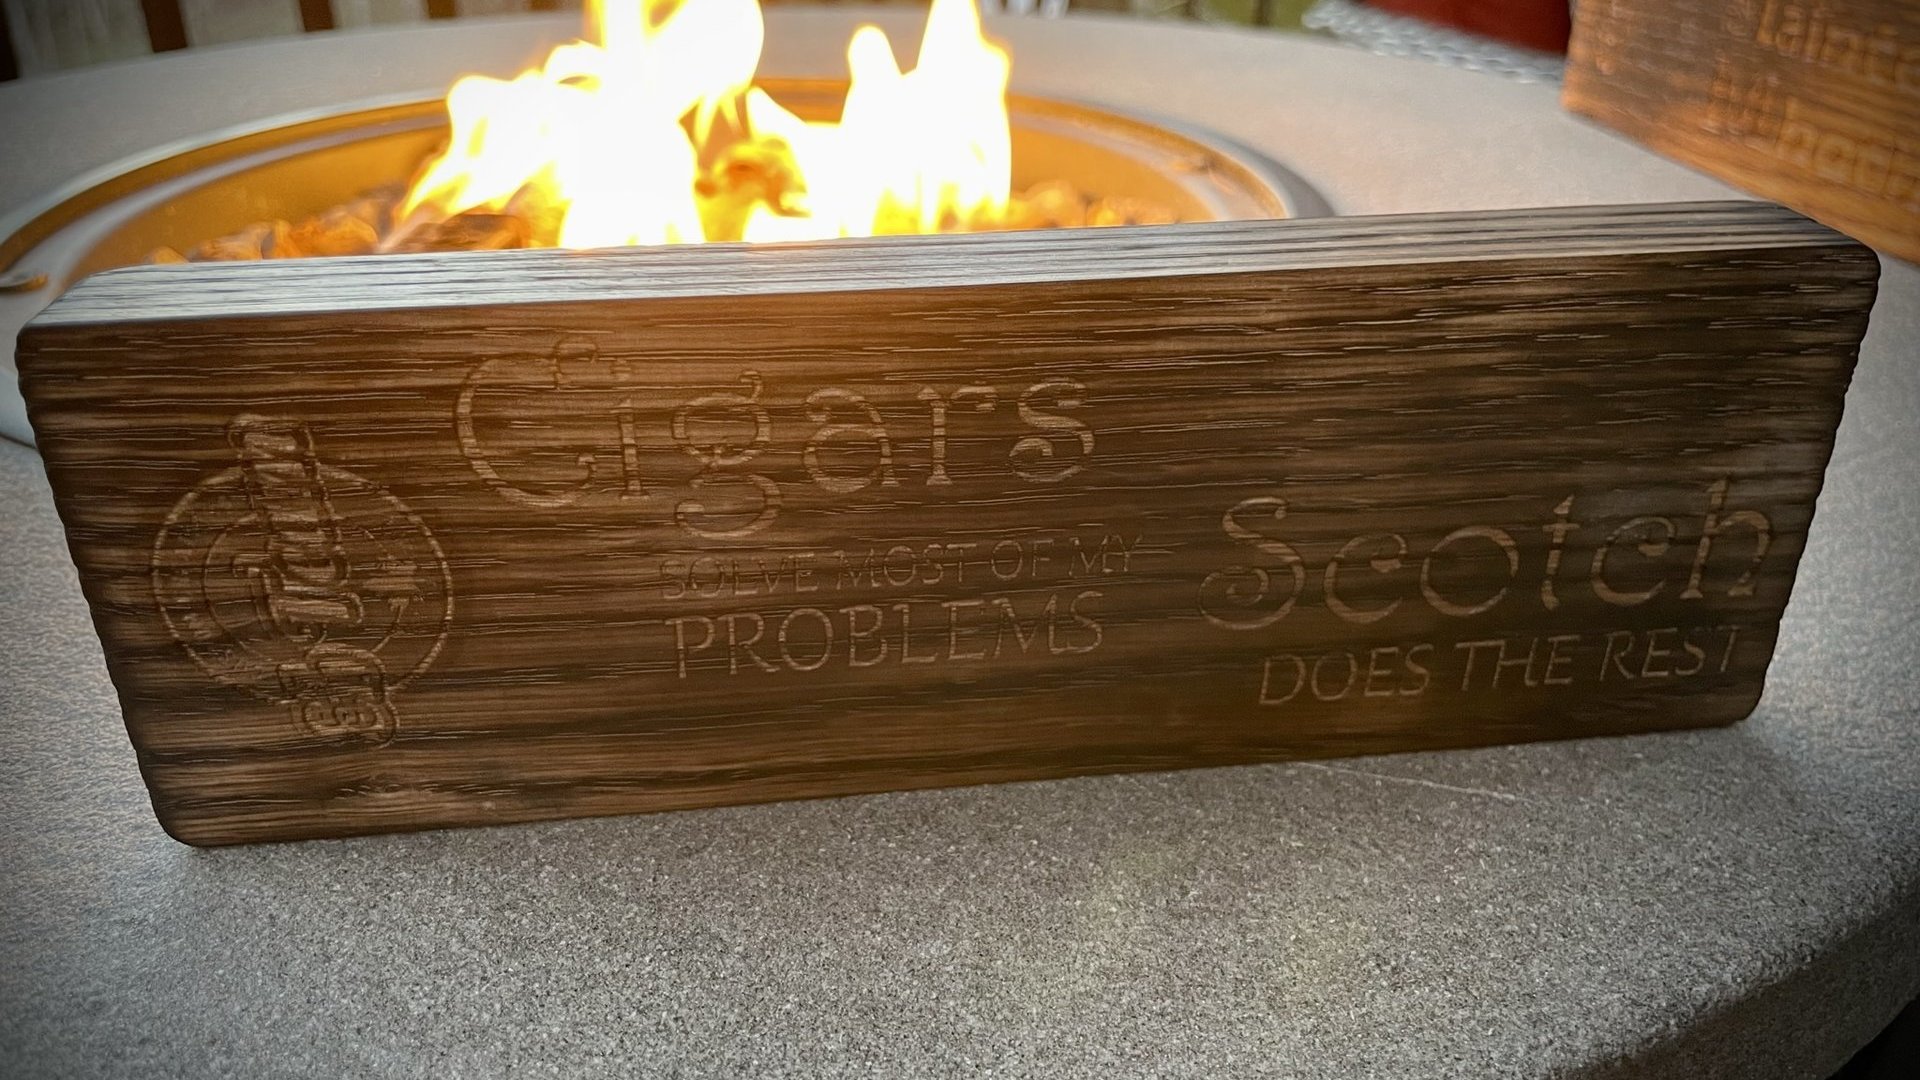 Cigars
SOLVE MOST OF MY
PROBLEMS
Scotch
DOES THE REST